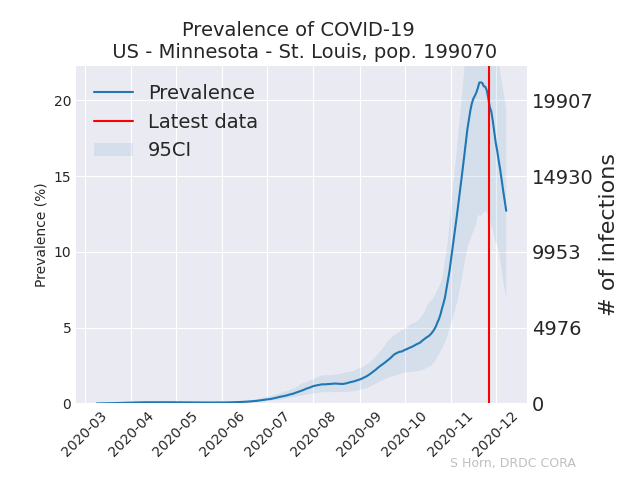 Prevalence of COVID-19
US - Minnesota - St. Louis, pop. 199070
Prevalence
Latest data
95CI
20
15
10
5
0
Prevalence (%)
19907
14930
9953
4976
0
# of infections
2020-03
2020-04
2020-05
2020-06
2020-07
2020-08
2020-09
2020-10
2020-11
2020-12
S Horn, DRDC CORA